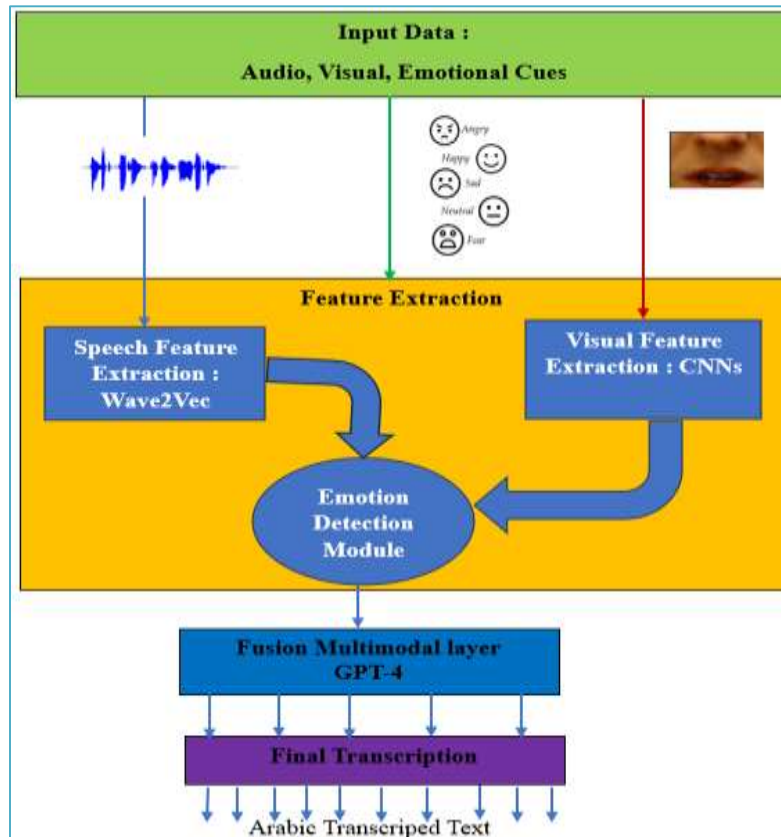 Input Data :
Audio, Visual, Emotional Cues
Angry
Happy
Sad
Neutral
Fear
Feature Extraction
Speech Feature
Extraction :
Wave2Vec
Visual Feature
Extraction : CNNs
Emotion
Detection
Module
Fusion Multimodal layer
GPT-4
Final Transcription
Arabic Transcriped Text